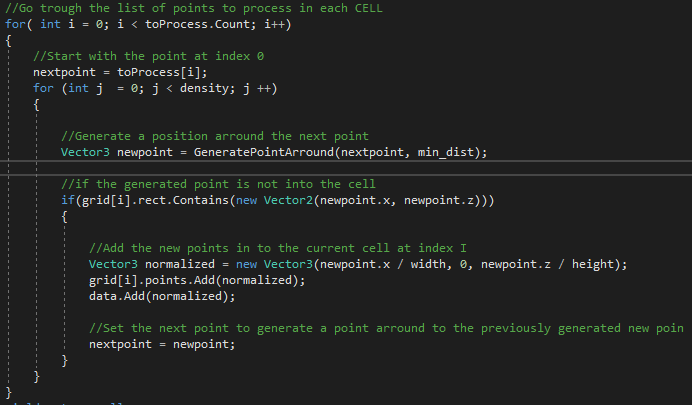 //Go trough the list of points to process in each CELL
for( int i = 0; i < toProcess.Count; i++)
{
//Start with the point at index 0
nextpoint = toProcess[i];
for (int j  = 0; j < density; j ++)
{
//Generate a position arround the next point
Vector3 newpoint = GeneratePointArround(nextpoint, min_dist);
//if the generated point is not into the cell
if(grid[i].rect.Contains(new Vector2(newpoint.x, newpoint.z)))
{
//Add the new points in to the current cell at index I
Vector3 normalized = new Vector3(newpoint.x / width, 0, newpoint.z / height);
grid[i].points.Add(normalized);
data.Add(normalized);
//Set the next point to generate a point arround to the previously generated new poin
nextpoint = newpoint;
}
}
}